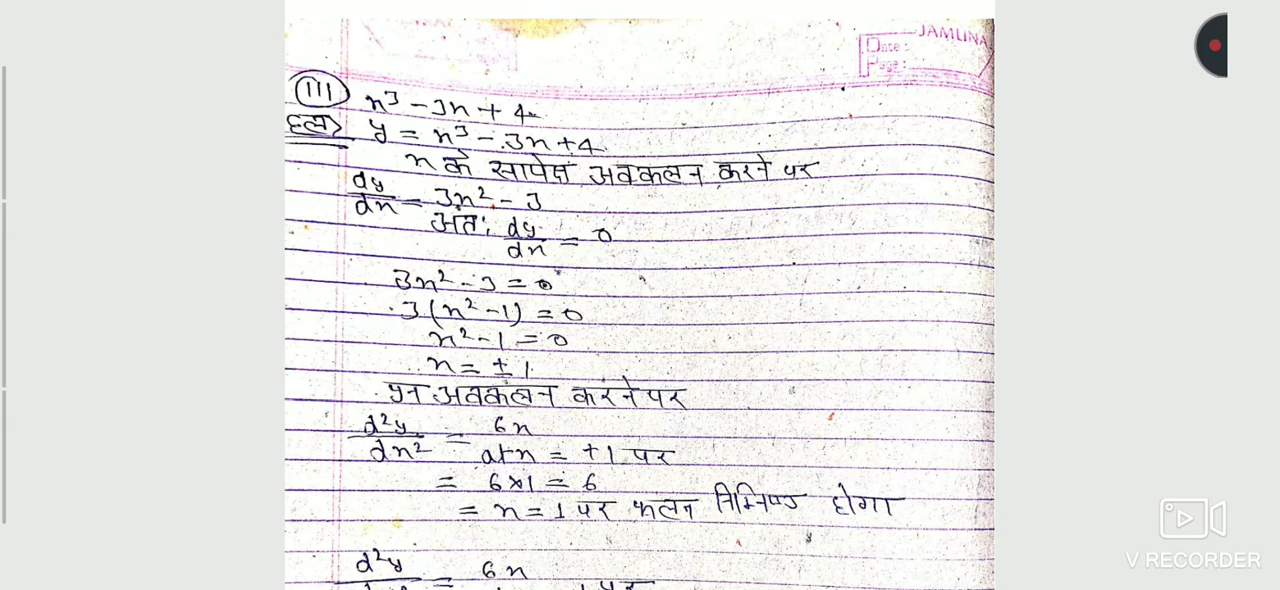 JAMUNA
Date :
Page :
(111) x³ - 3x + 4
हल> y = x³ - 3x + 4
x के सापेक्ष अवकलन करने पर
dy/dx = 3x² - 3
अतः dy/dx = 0
3x² - 3 = 0
3(x² - 1) = 0
x² - 1 = 0
x = ± 1
पुन अवकलन करने पर
d²y/dx² = 6x
at x = +1 पर
= 6×1 = 6
= x = 1 पर फलन निम्निष्ठ होगा
d²y = 6x
V RECORDER